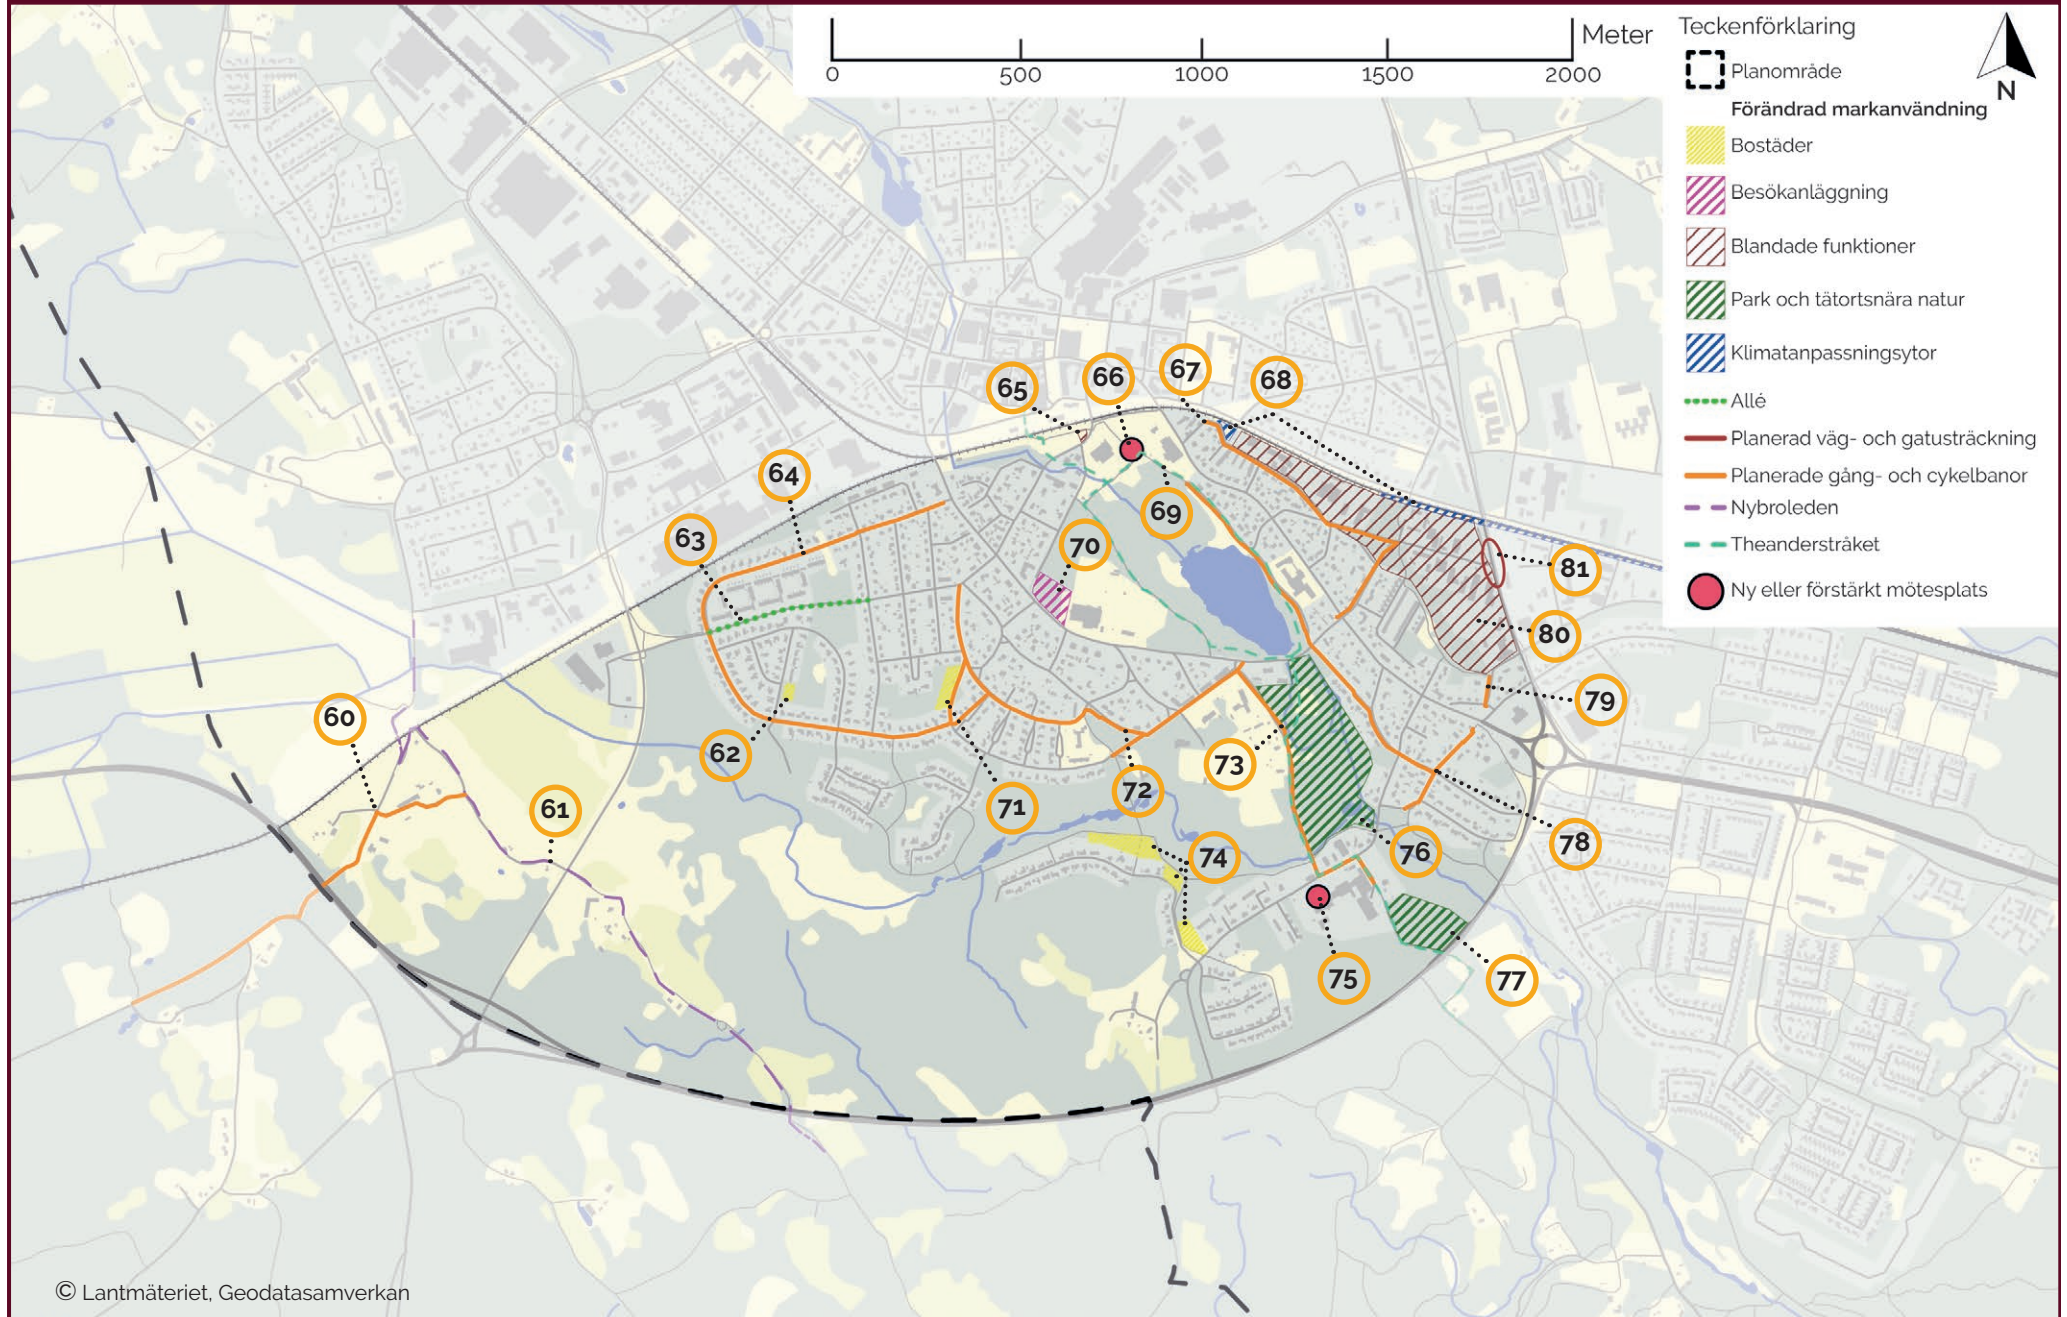 Meter
0 500 1000 1500 2000
Teckenförklaring
Planområde
Förändrad markanvändning
Bostäder
Besökanläggning
Blandade funktioner
Park och tätortsnära natur
Klimatanpassningsytor
Allé
Planerad väg- och gatusträckning
Planerade gång- och cykelbanor
Nybroleden
Theanderstråket
Ny eller förstärkt mötesplats
N
67
66
68
65
64
69
63
70
81
80
79
60
62
73
72
71
61
78
76
74
75
77
© Lantmäteriet, Geodatasamverkan